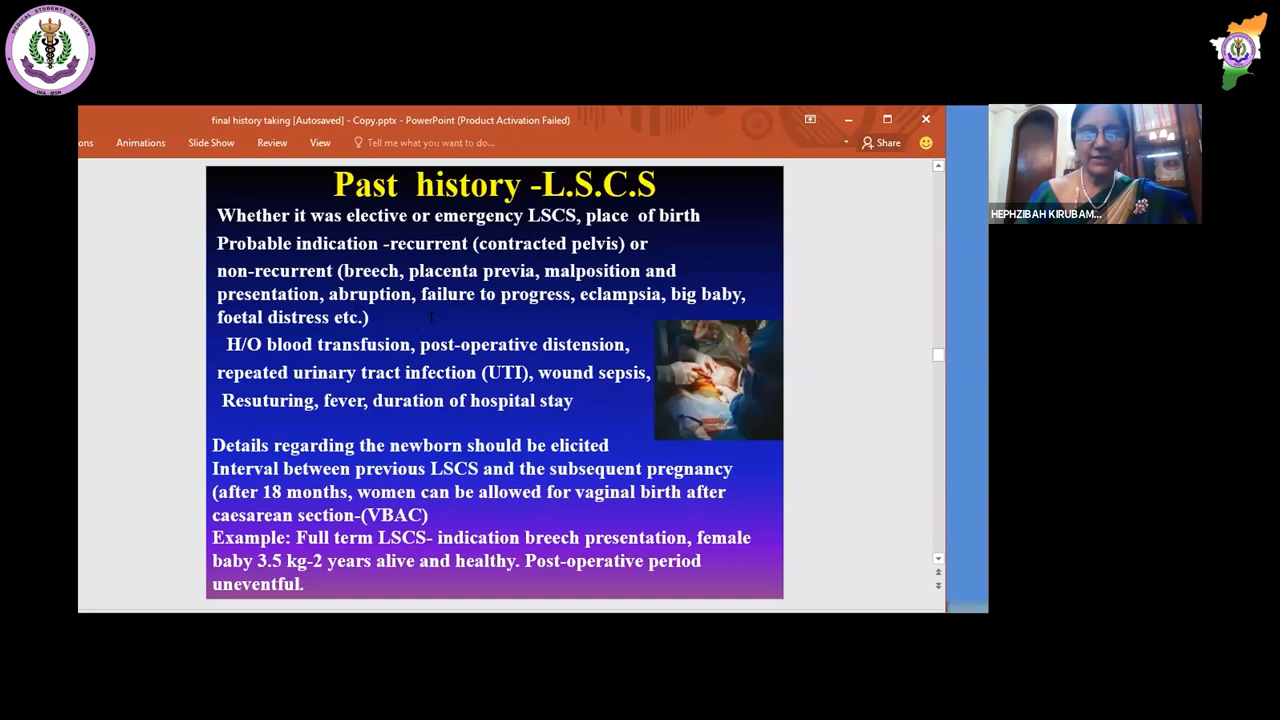 MEDICAL STUDENTS NETWORK
IMA-MSN
final history taking [Autosaved] - Copy.pptx - PowerPoint (Product Activation Failed)
ons Animations Slide Show Review View Tell me what you want to do... Share
Past history -L.S.C.S
Whether it was elective or emergency LSCS, place of birth
Probable indication -recurrent (contracted pelvis) or
non-recurrent (breech, placenta previa, malposition and
presentation, abruption, failure to progress, eclampsia, big baby,
foetal distress etc.)
H/O blood transfusion, post-operative distension,
repeated urinary tract infection (UTI), wound sepsis,
Resuturing, fever, duration of hospital stay
Details regarding the newborn should be elicited
Interval between previous LSCS and the subsequent pregnancy
(after 18 months, women can be allowed for vaginal birth after
caesarean section-(VBAC)
Example: Full term LSCS- indication breech presentation, female
baby 3.5 kg-2 years alive and healthy. Post-operative period
uneventful.
HEPHZIBAH KIRUBAM...